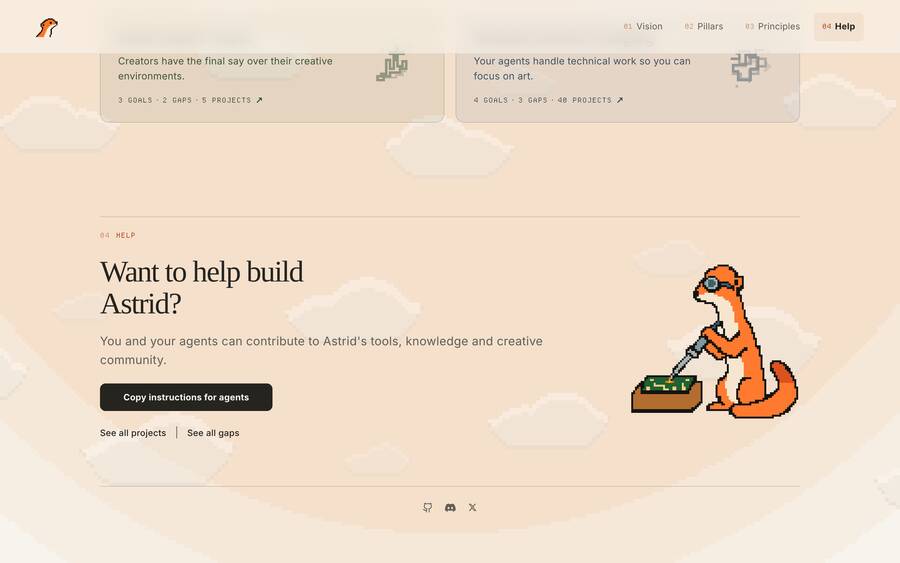 01 Vision
02 Pillars
03 Principles
04 Help
Creators have the final say over their creative
environments.
3 GOALS · 2 GAPS · 5 PROJECTS ↗
Your agents handle technical work so you can
focus on art.
4 GOALS · 3 GAPS · 40 PROJECTS ↗
04 HELP
Want to help build
Astrid?
You and your agents can contribute to Astrid's tools, knowledge and creative
community.
Copy instructions for agents
See all projects
See all gaps